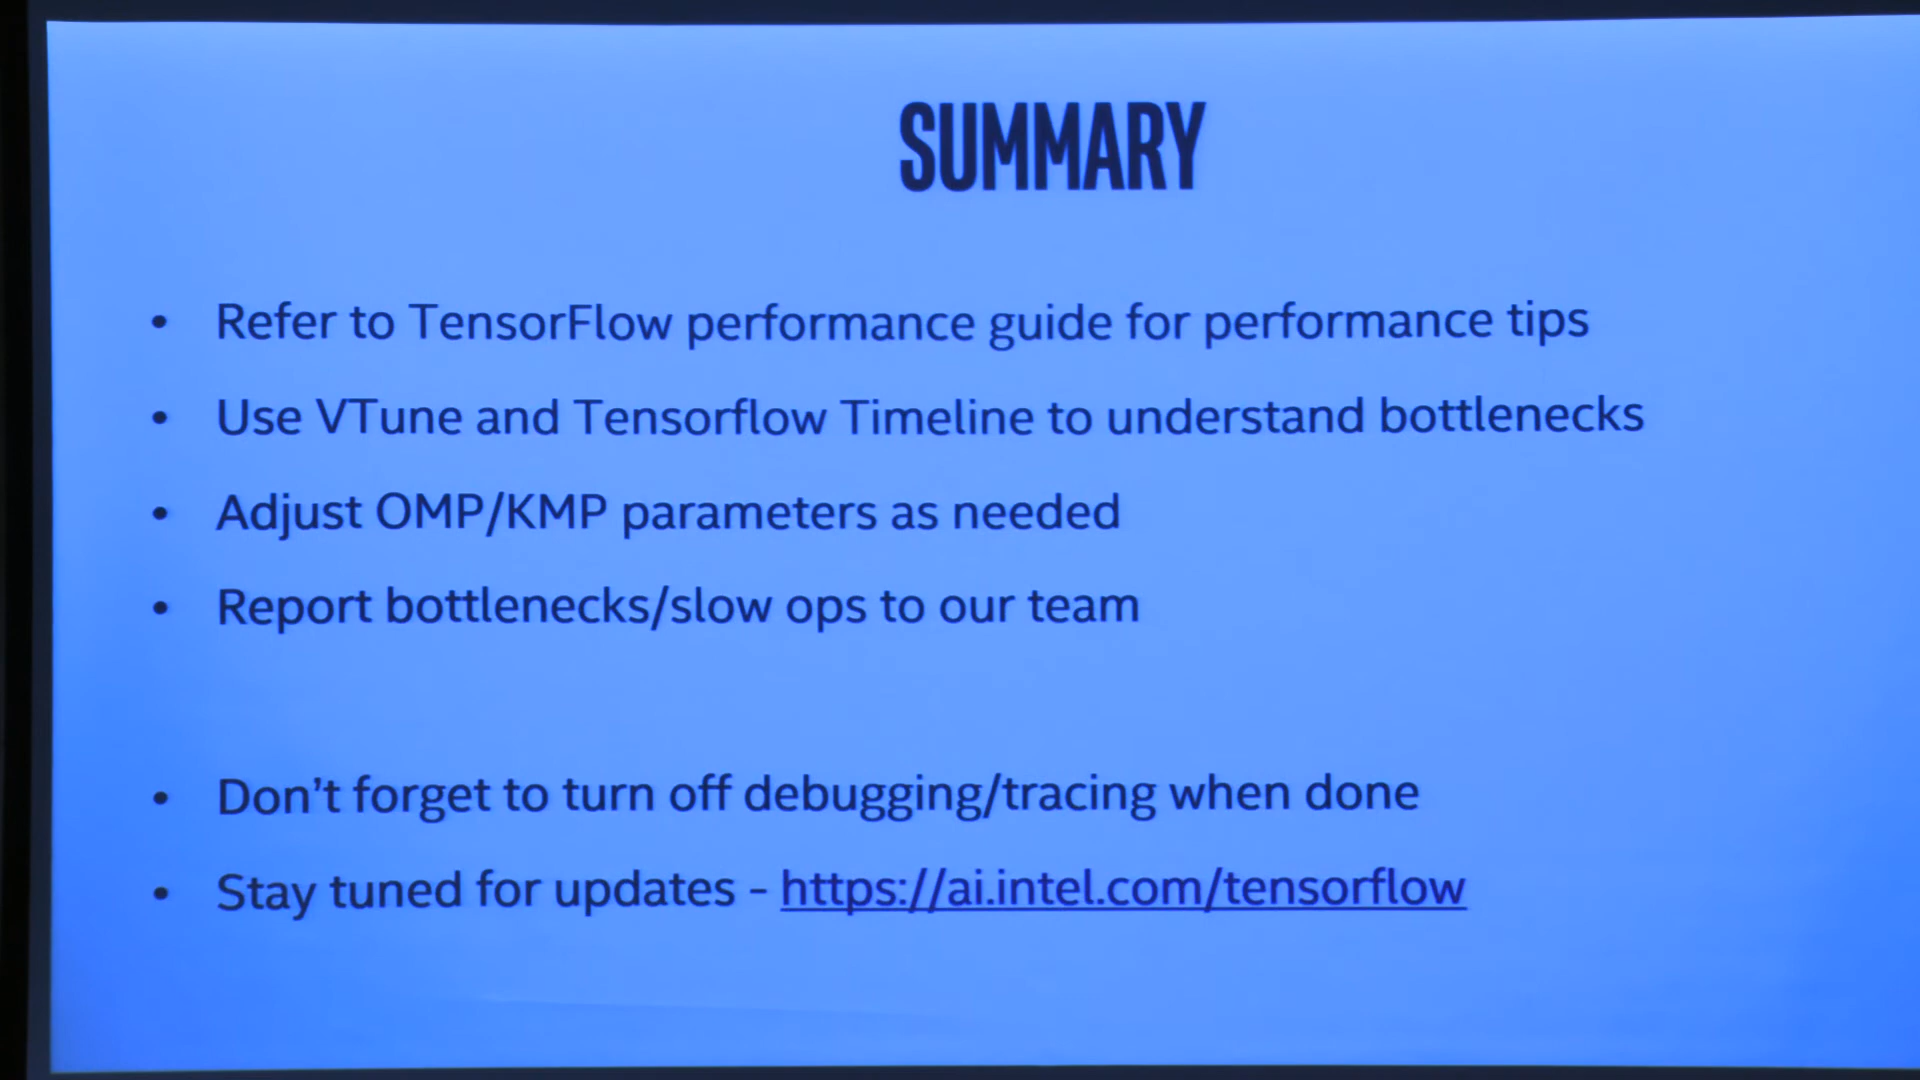 SUMMARY
• Refer to TensorFlow performance guide for performance tips
• Use VTune and Tensorflow Timeline to understand bottlenecks
• Adjust OMP/KMP parameters as needed
• Report bottlenecks/slow ops to our team
• Don’t forget to turn off debugging/tracing when done
• Stay tuned for updates - https://ai.intel.com/tensorflow